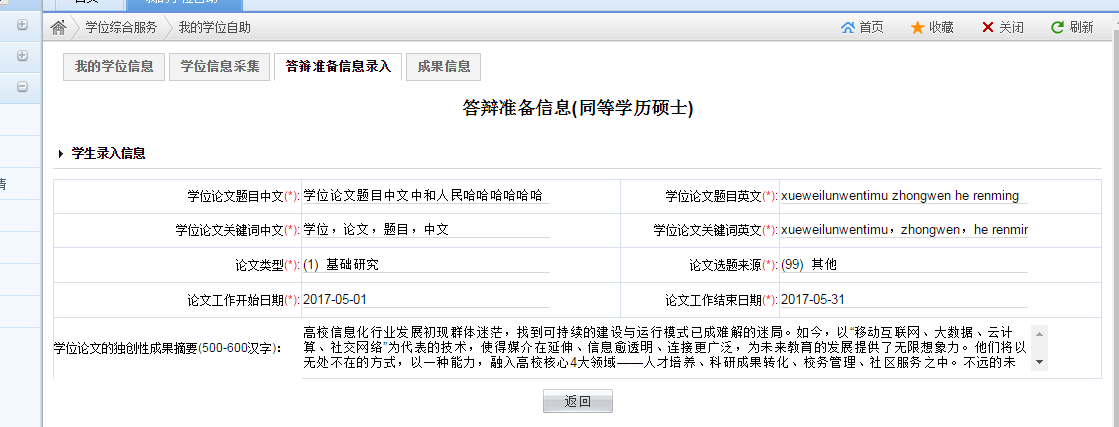 学位综合服务 我的学位自助 首页 收藏 关闭 刷新
我的学位信息 学位信息采集 答辩准备信息录入 成果信息
答辩准备信息(同等学历硕士)
学生录入信息
学位论文题目中文(*): 学位论文题目中文中和人民哈哈哈哈哈哈 学位论文题目英文(*): xueweilunwentimu zhongwen he renming
学位论文关键词中文(*): 学位，论文，题目，中文 学位论文关键词英文(*): xueweilunwentimu，zhongwen，he renmin
论文类型(*): (1) 基础研究 论文选题来源(*): (99) 其他
论文工作开始日期(*): 2017-05-01 论文工作结束日期(*): 2017-05-31
学位论文的独创性成果摘要(500-600汉字)：
高校信息化行业发展初现群体迷茫，找到可持续的建设与运行模式已成难解的迷局。如今，以“移动互联网、大数据、云计
算、社交网络”为代表的技术，使得媒介在延伸、信息愈透明、连接更广泛，为未来教育的发展提供了无限想象力。他们将以
无处不在的方式，以一种能力，融入高校核心4大领域——人才培养、科研成果转化、校务管理、社区服务之中。不远的未
返回